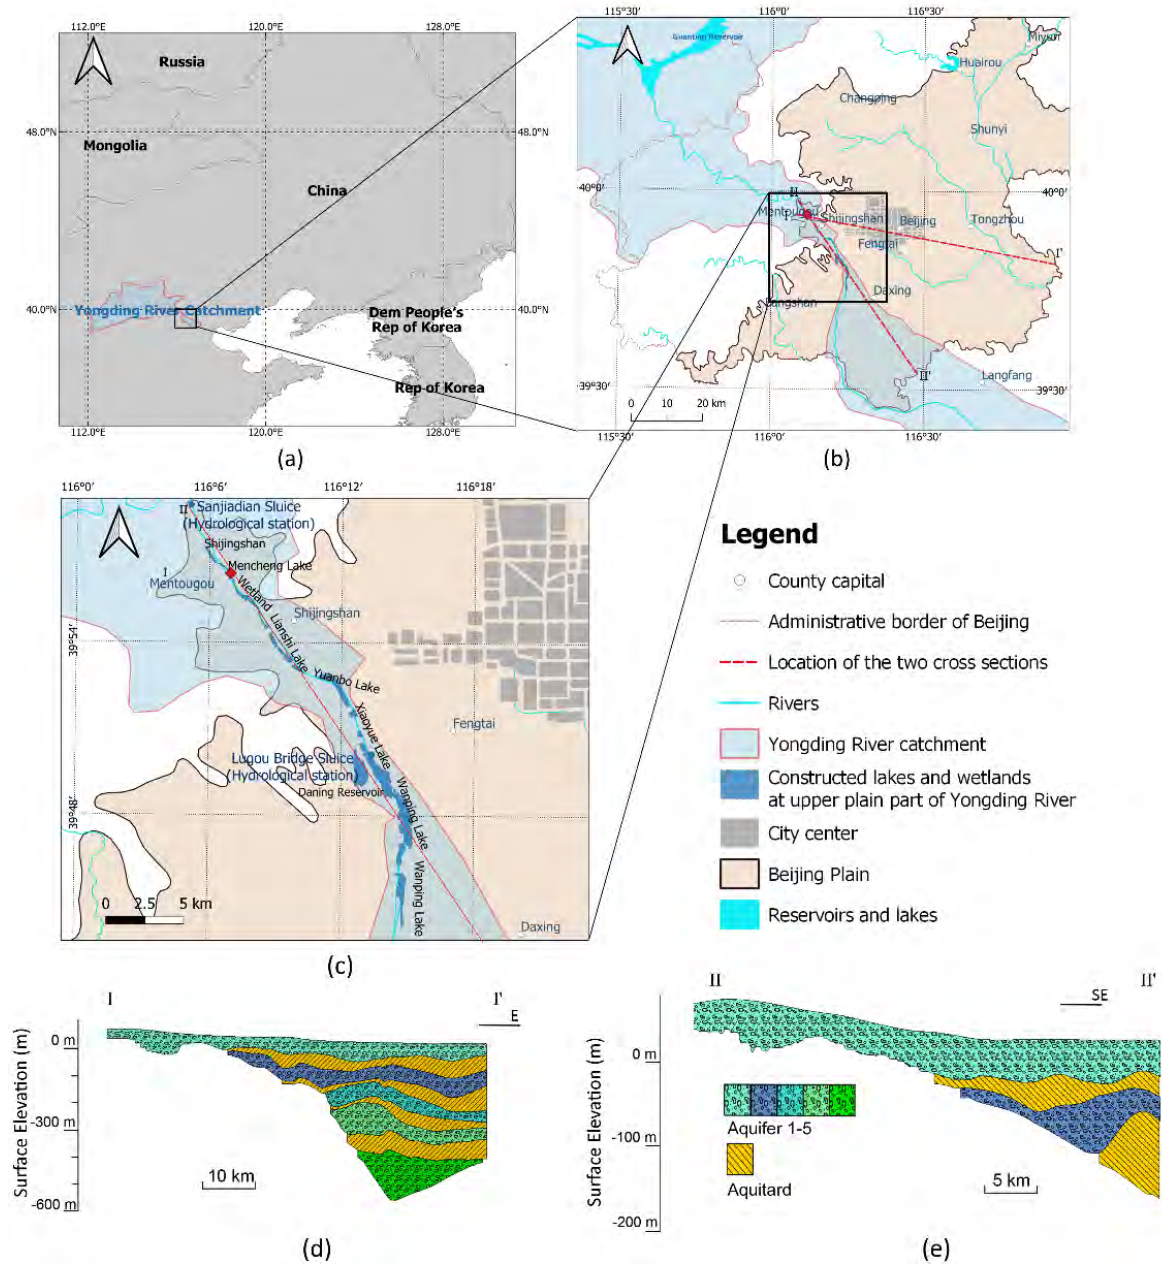 112.0°E
120.0°E
Russia
48.0°N
48.0°N
Mongolia
China
40.0°N
40.0°N
Yongding River Catchment
Dem People's
Rep of Korea
Rep of Korea
112.0°E
120.0°E
128.0°E
(a)
115°30'
116°0'
116°30'
Guanting Reservoir
Miyun
Huairou
Changping
Shunyi
40°0'
40°0'
II
Mentougou
I
Shijingshan
Beijing
Tongzhou
Fengtai
I'
Daxing
Fangshan
II'
Langfang
39°30'
39°30'
0 10 20 km
115°30'
116°0'
116°30'
(b)
116°0'
116°6'
116°12'
116°18'
II
Sanjiadian Sluice
(Hydrological station)
Shijingshan
I
Mencheng Lake
Mentougou
Wetland
Shijingshan
Lianshi Lake
39°54'
Yuanbo Lake
Xiaoyue Lake
Fengtai
Lugou Bridge Sluice
(Hydrological station)
Daning Reservoir
Wanping Lake
39°48'
Wanping Lake
0 2.5 5 km
Daxing
(c)
Legend
County capital
Administrative border of Beijing
Location of the two cross sections
Rivers
Yongding River catchment
Constructed lakes and wetlands
at upper plain part of Yongding River
City center
Beijing Plain
Reservoirs and lakes
I
I'
E
Surface Elevation (m)
0 m
-300 m
-600 m
10 km
(d)
II
II'
SE
Surface Elevation (m)
0 m
-100 m
-200 m
Aquifer 1-5
Aquitard
5 km
(e)